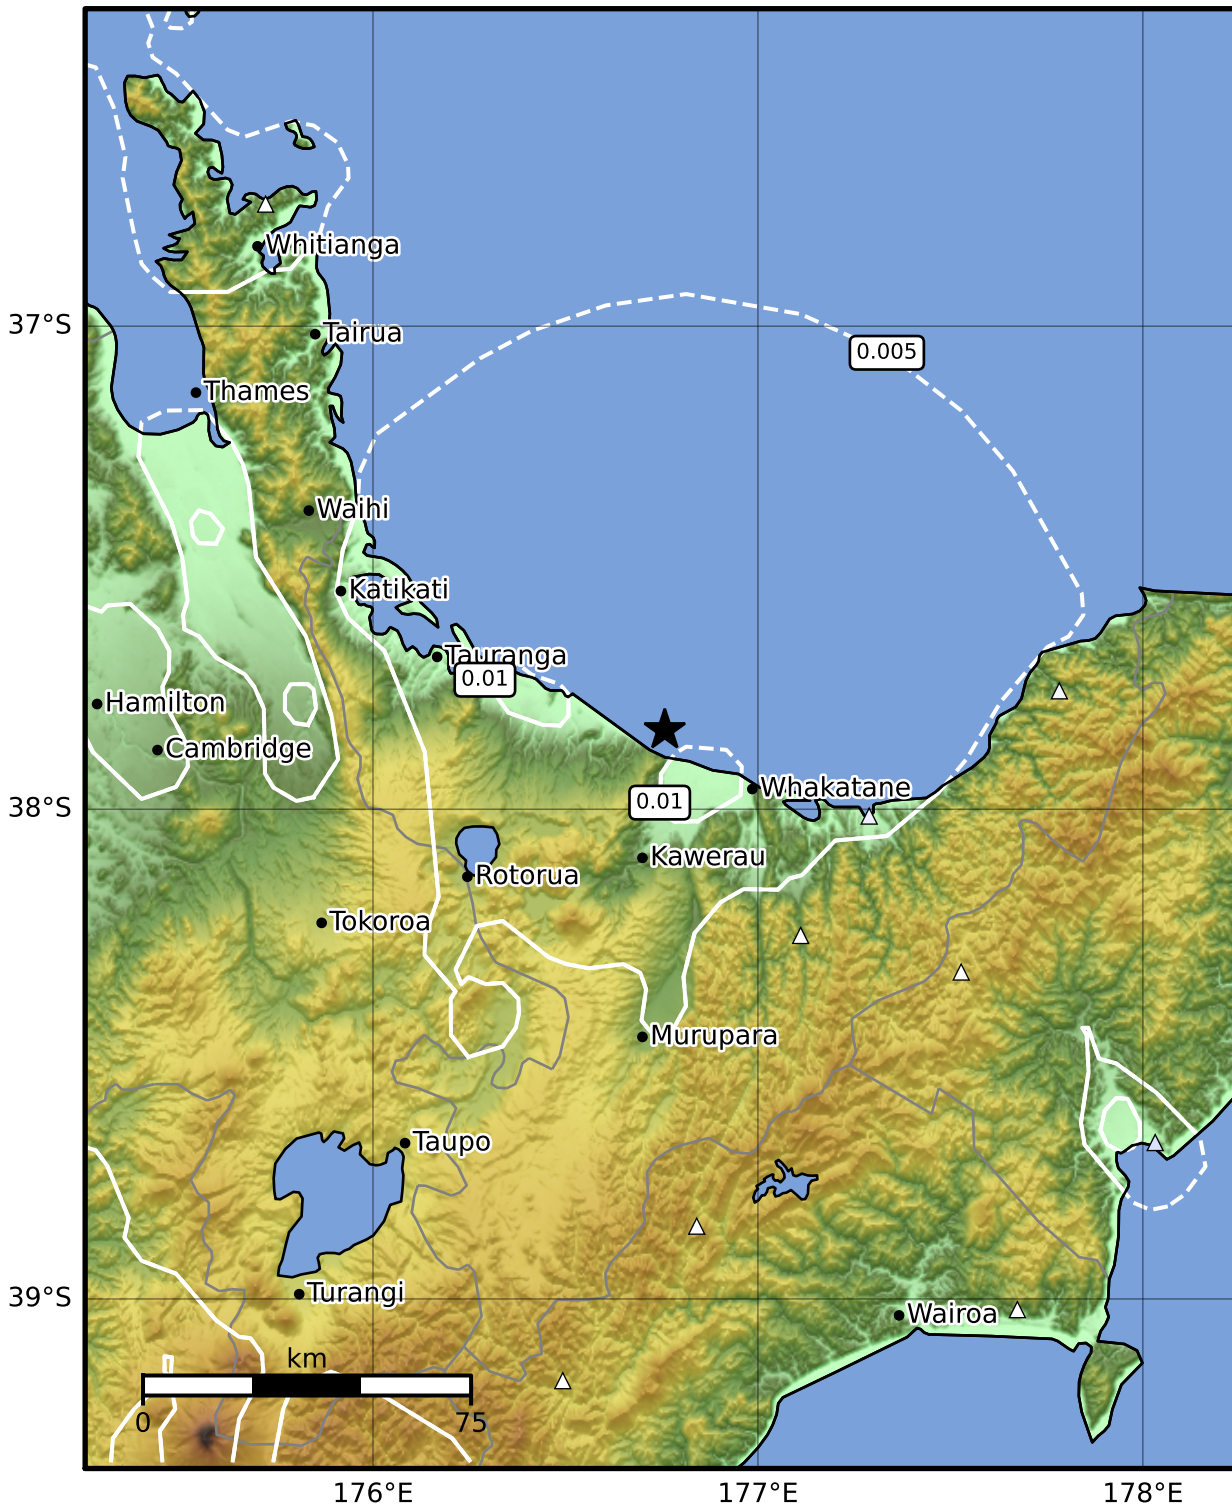 Whitianga
37°S
Tairua
0.005
Thames
Waihi
Katikati
Tauranga
0.01
Hamilton
Cambridge
Whakatane
0.01
38°S
Kawerau
Rotorua
Tokoroa
Murupara
Taupo
Turangi
39°S
Wairoa
km
0
75
176°E
177°E
178°E